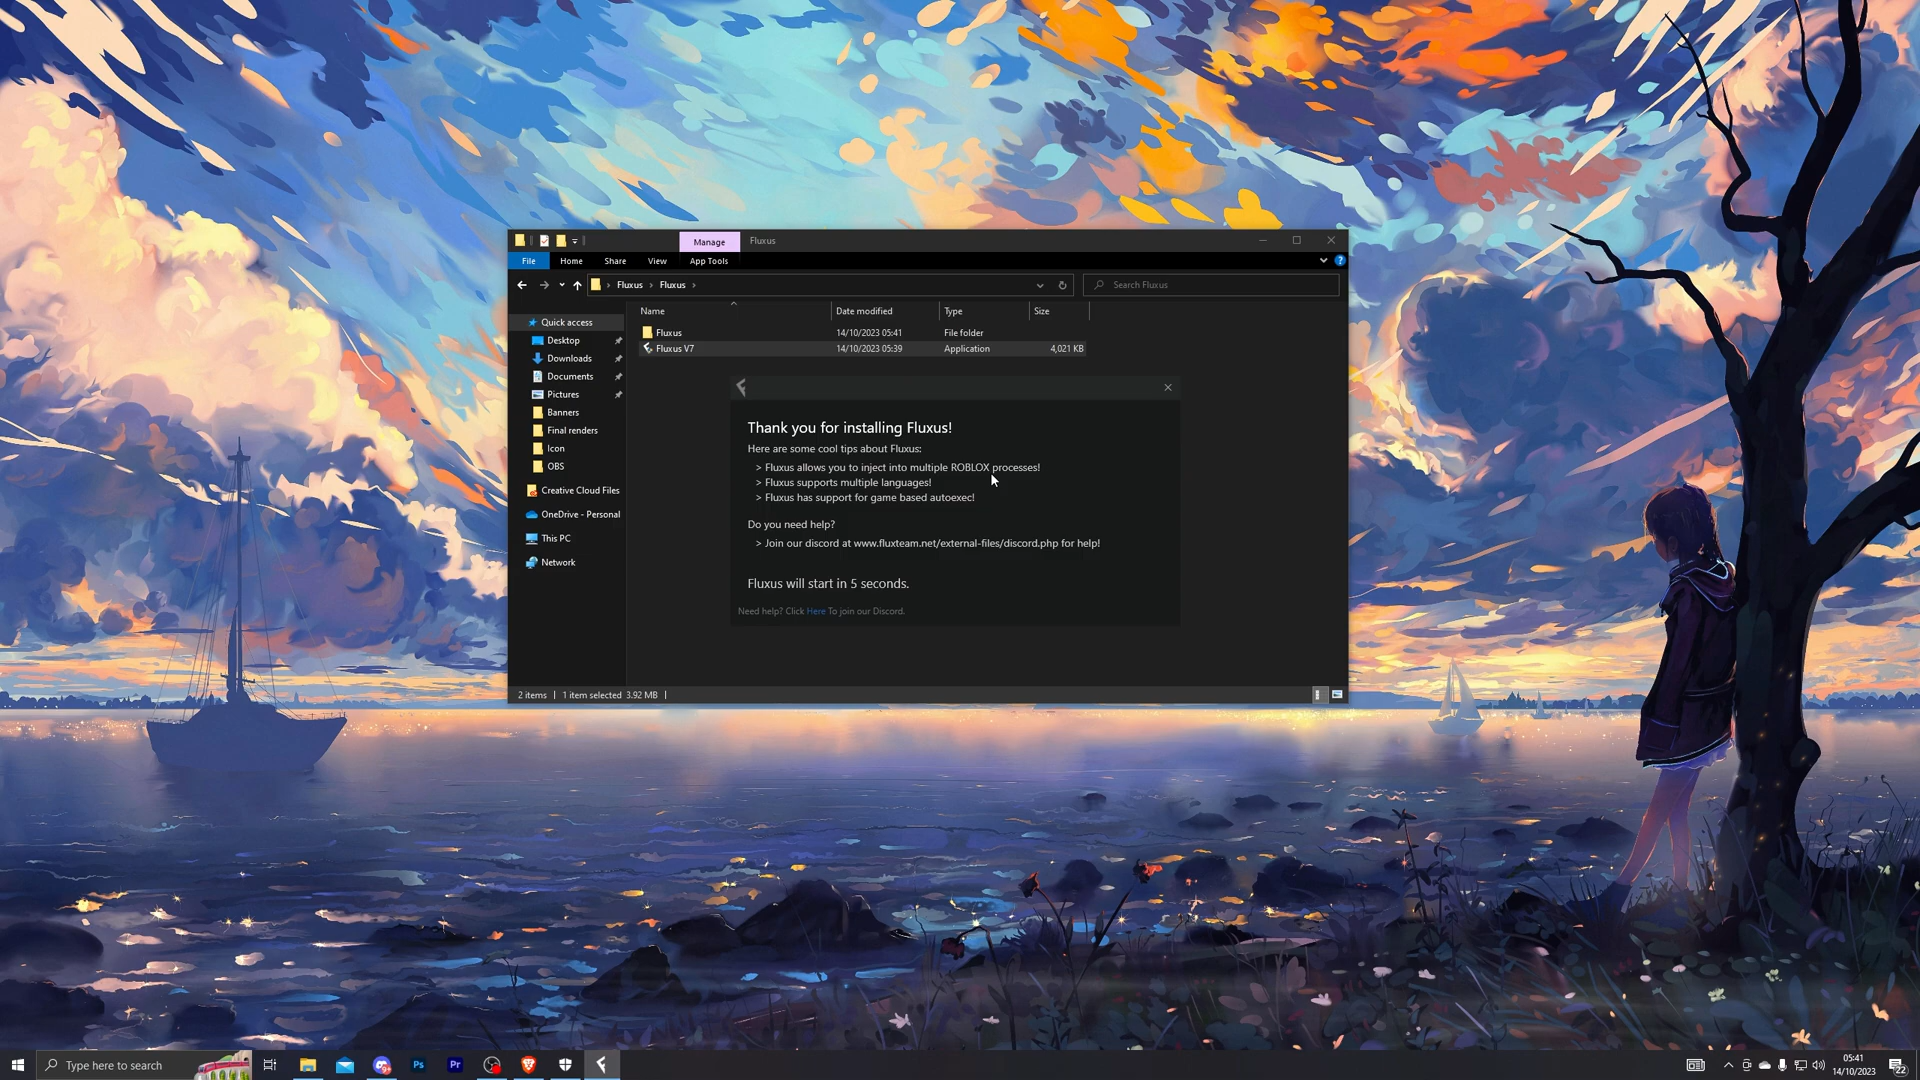 Manage
Fluxus
File
Home
Share
View
App Tools
Fluxus > Fluxus >
Search Fluxus
Name
Date modified
Type
Size
Quick access
Desktop
Downloads
Documents
Pictures
Banners
Final renders
Icon
OBS
Creative Cloud Files
OneDrive - Personal
This PC
Network
Fluxus 14/10/2023 05:41 File folder
Fluxus V7 14/10/2023 05:39 Application 4,021 KB
Thank you for installing Fluxus!
Here are some cool tips about Fluxus:
> Fluxus allows you to inject into multiple ROBLOX processes!
> Fluxus supports multiple languages!
> Fluxus has support for game based autoexec!
Do you need help?
> Join our discord at www.fluxteam.net/external-files/discord.php for help!
Fluxus will start in 5 seconds.
Need help? Click Here To join our Discord.
2 items
1 item selected 3.92 MB
Type here to search
Ps
Pr
05:41
14/10/2023
22